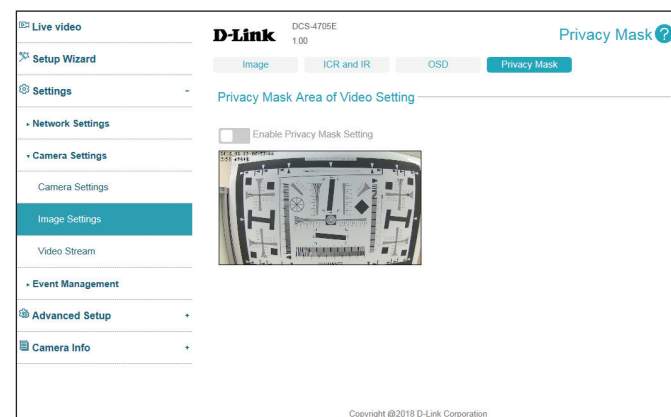 Live video
Setup Wizard
Settings -
Network Settings
Camera Settings
Camera Settings
Image Settings
Video Stream
Event Management
Advanced Setup +
Camera Info +
D-Link DCS-4705E
1.00
Privacy Mask ?
Image ICR and IR OSD Privacy Mask
Privacy Mask Area of Video Setting
Enable Privacy Mask Setting
Copyright @2018 D-Link Corporation